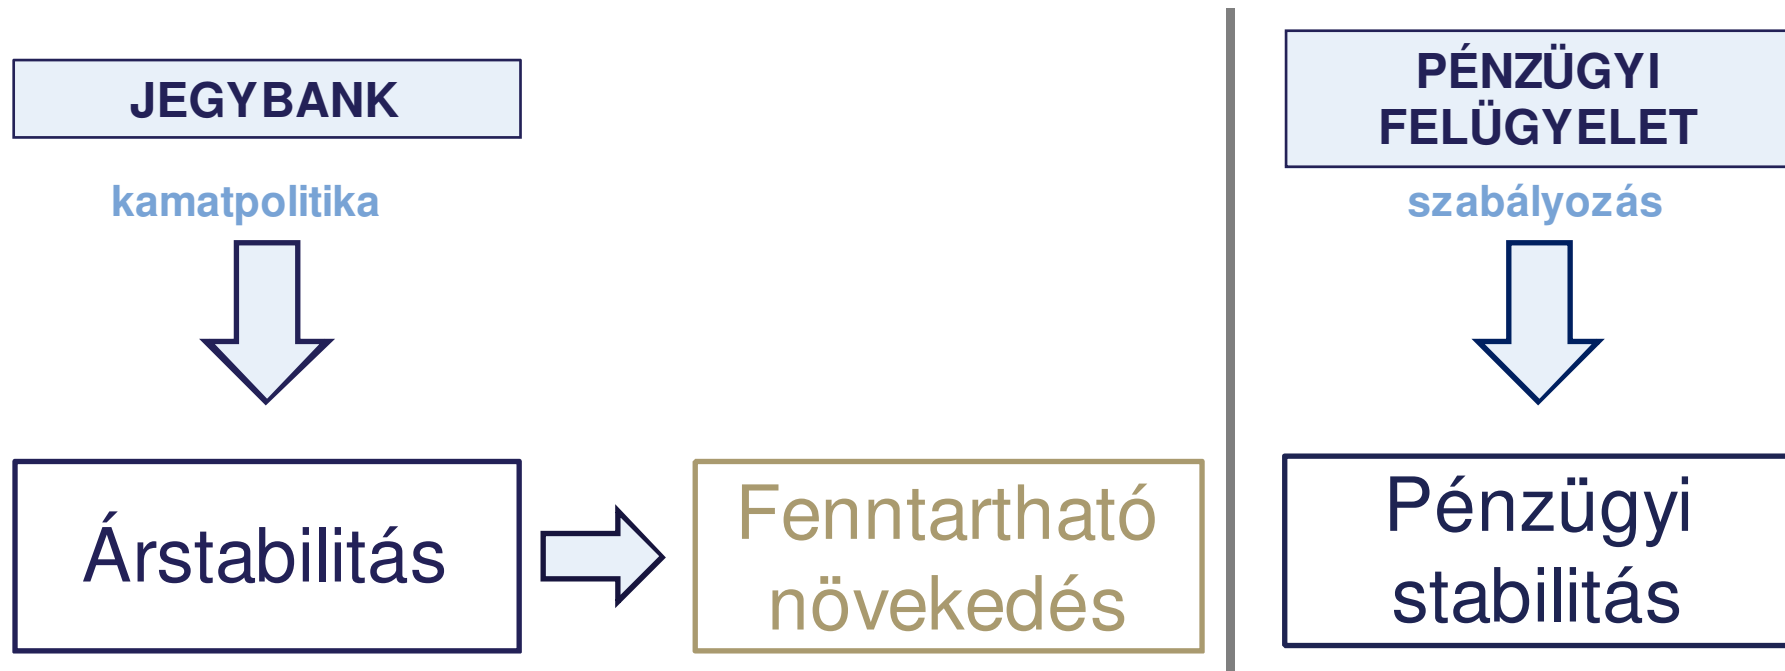 JEGYBANK
kamatpolitika
Árstabilitás
Fenntartható
növekedés
PÉNZÜGYI
FELÜGYELET
szabályozás
Pénzügyi
stabilitás